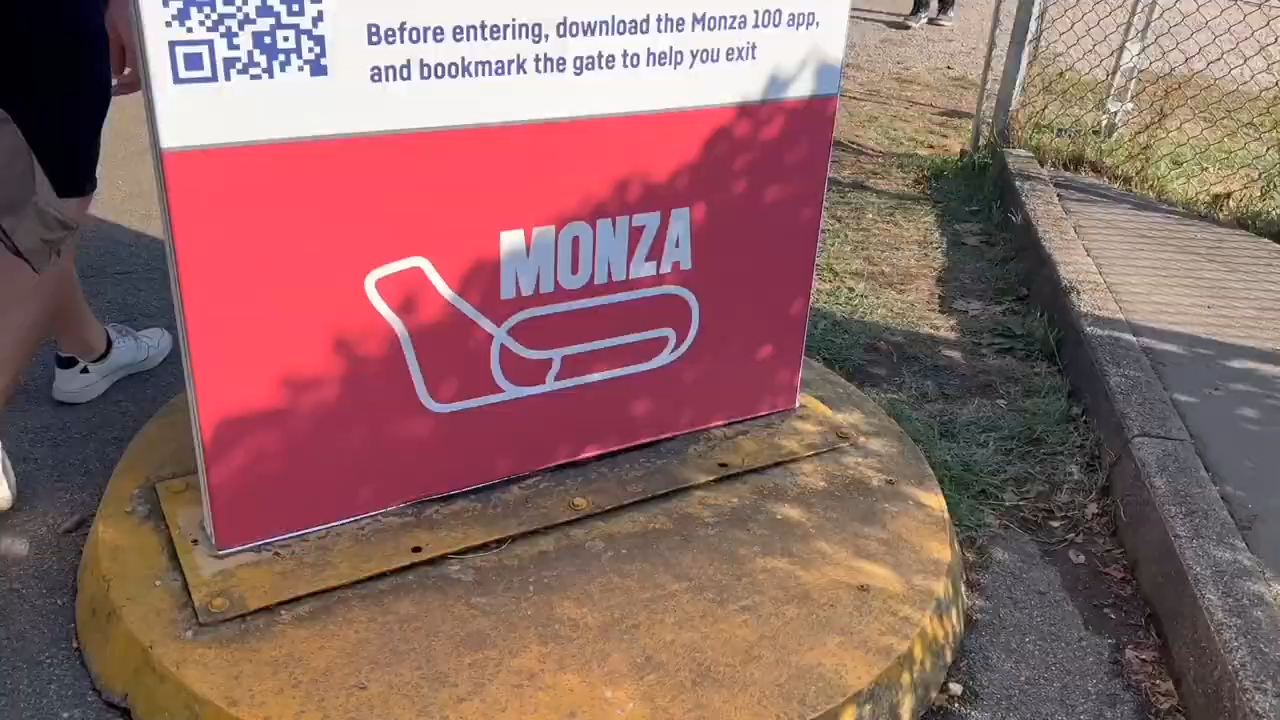 Before entering, download the Monza 100 app,
and bookmark the gate to help you exit
MONZA